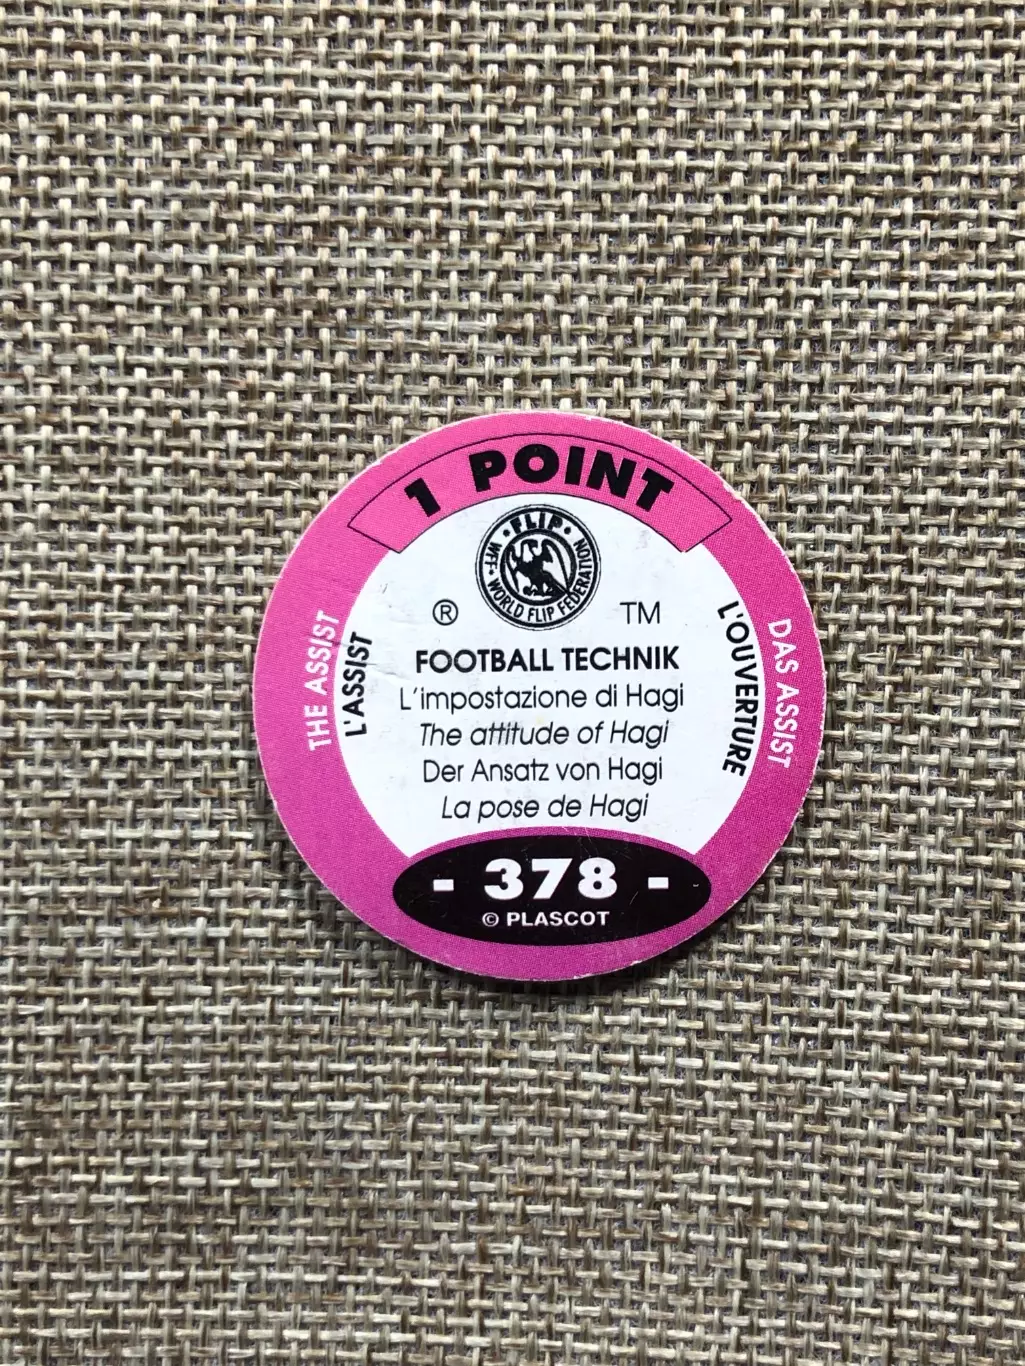 1 POINT
·FLIP·
WFF · WORLD FLIP FEDERATION
® TM
THE ASSIST
L'ASSIST
L'OUVERTURE
DAS ASSIST
FOOTBALL TECHNIK
L'impostazione di Hagi
The attitude of Hagi
Der Ansatz von Hagi
La pose de Hagi
- 378 -
© PLASCOT